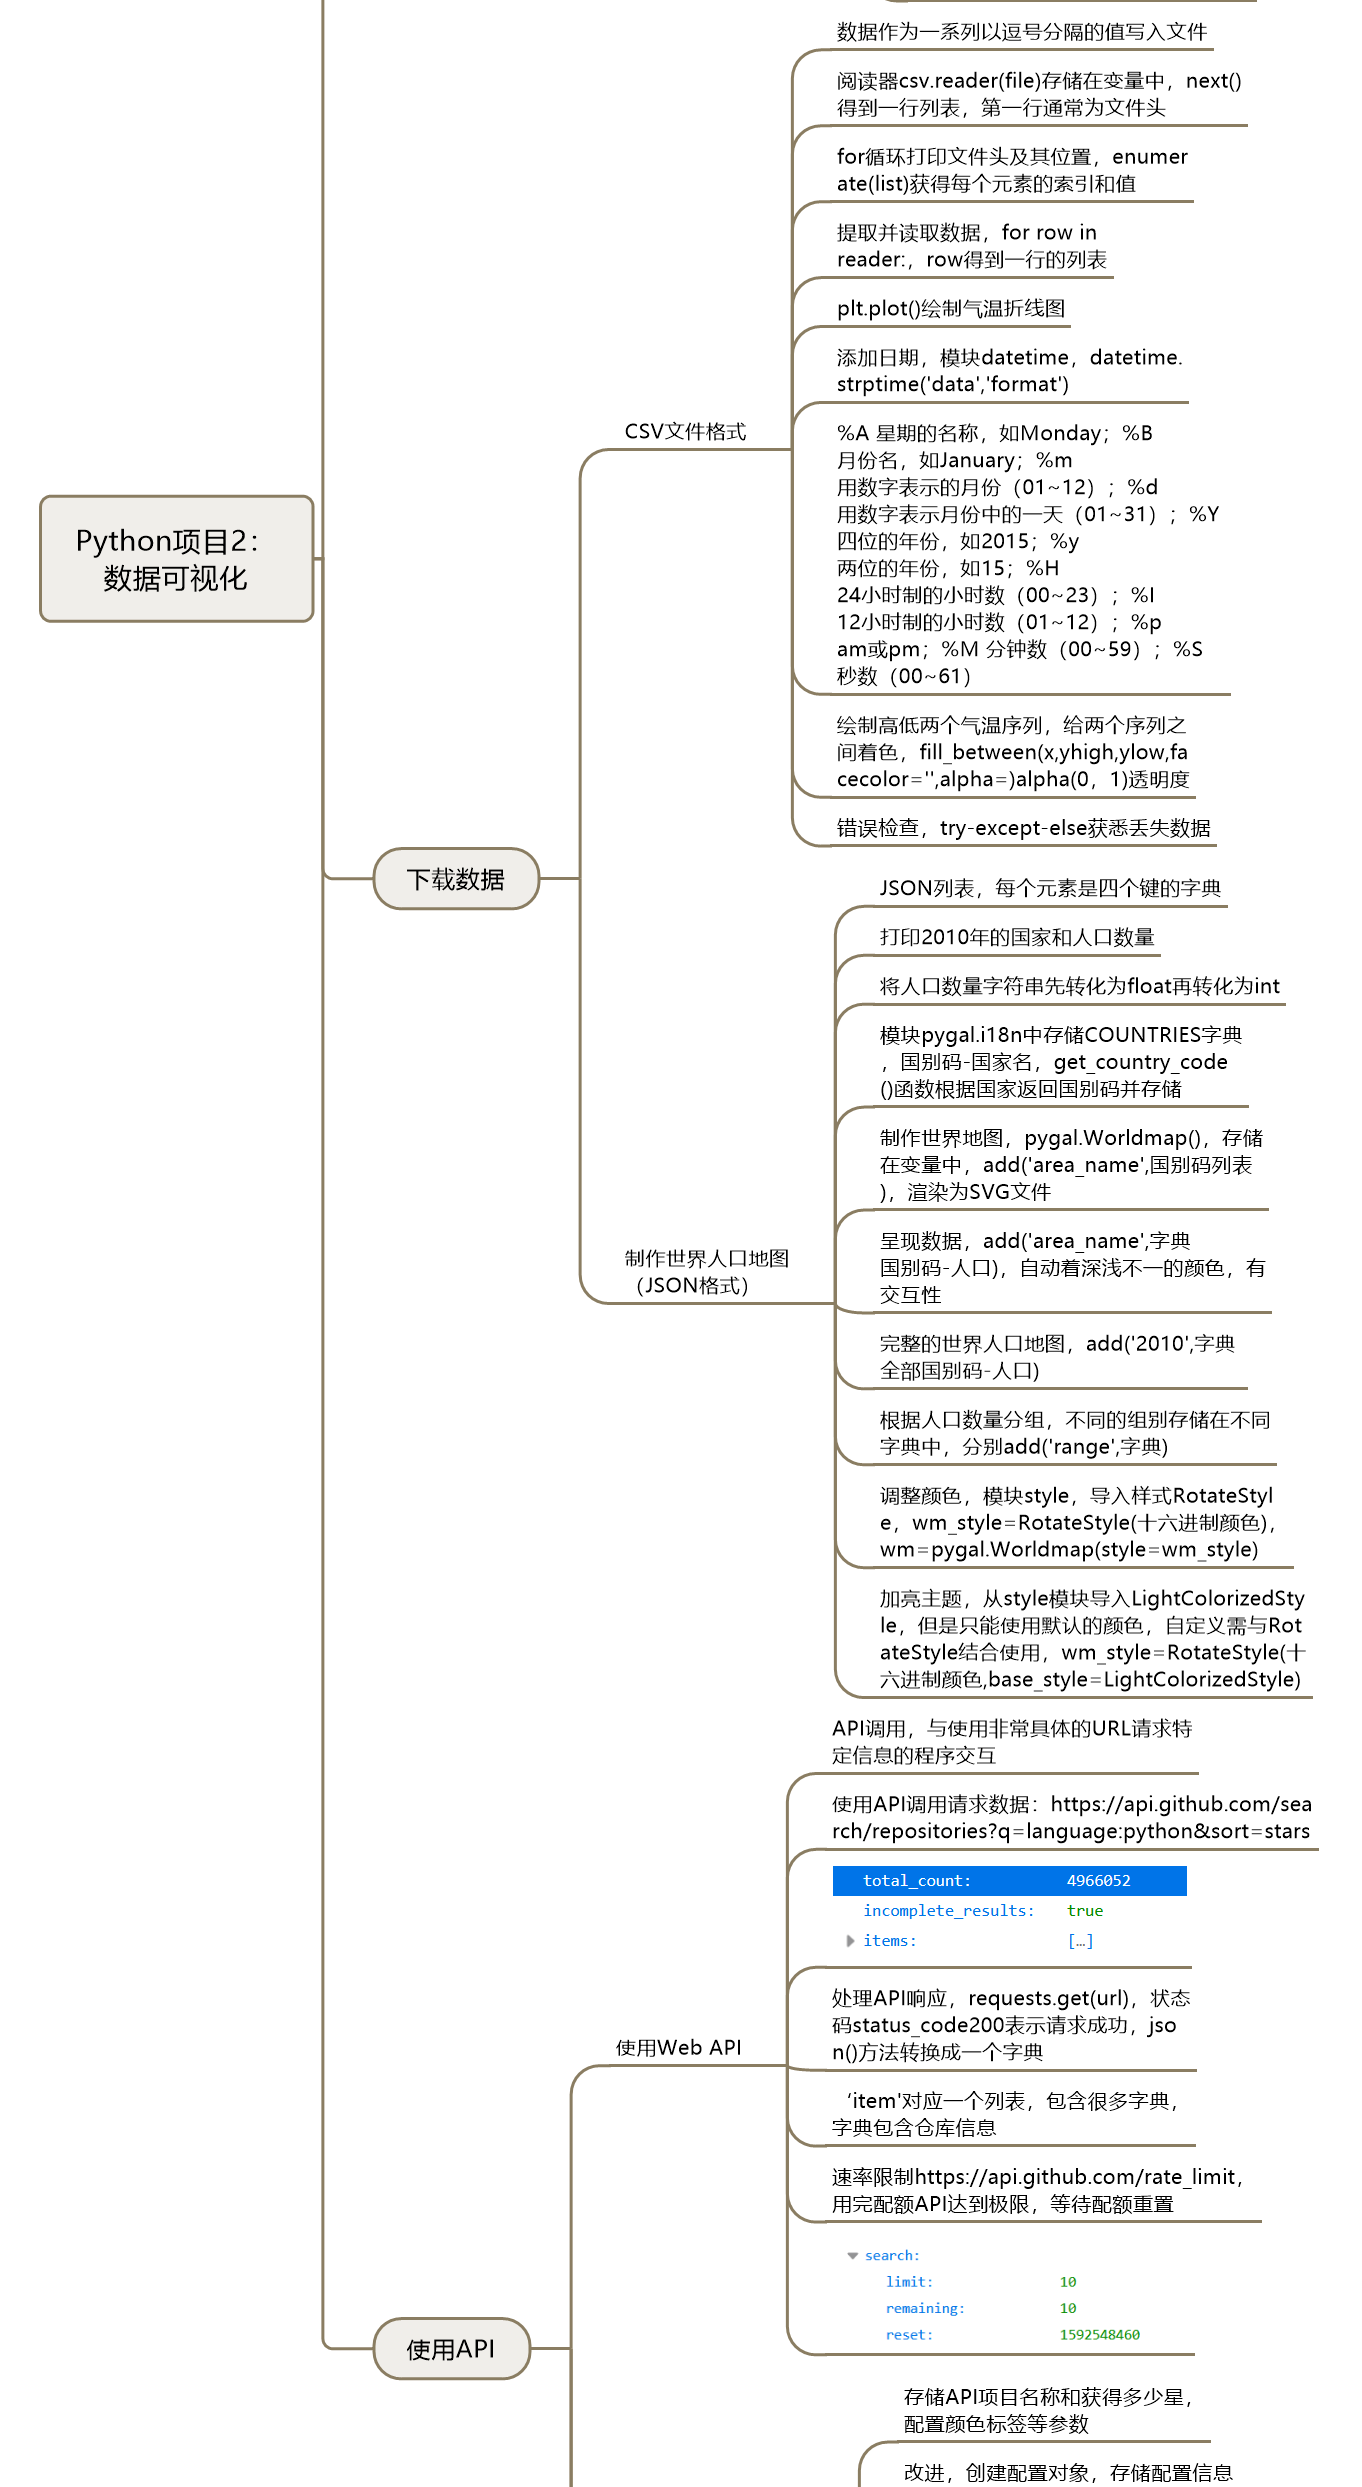 数据作为一系列以逗号分隔的值写入文件
阅读器csv.reader(file)存储在变量中，next()
得到一行列表，第一行通常为文件头
for循环打印文件头及其位置，enumer
ate(list)获得每个元素的索引和值
提取并读取数据，for row in
reader:，row得到一行的列表
plt.plot()绘制气温折线图
添加日期，模块datetime，datetime.
strptime('data','format')
CSV文件格式
%A 星期的名称，如Monday；%B
月份名，如January；%m
用数字表示的月份（01~12）；%d
用数字表示月份中的一天（01~31）；%Y
四位的年份，如2015；%y
两位的年份，如15；%H
24小时制的小时数（00~23）；%I
12小时制的小时数（01~12）；%p
am或pm；%M 分钟数（00~59）；%S
秒数（00~61）
Python项目2：
数据可视化
绘制高低两个气温序列，给两个序列之
间着色，fill_between(x,yhigh,ylow,fa
cecolor='',alpha=)alpha(0，1)透明度
错误检查，try-except-else获悉丢失数据
下载数据
JSON列表，每个元素是四个键的字典
打印2010年的国家和人口数量
将人口数量字符串先转化为float再转化为int
模块pygal.i18n中存储COUNTRIES字典
，国别码-国家名，get_country_code
()函数根据国家返回国别码并存储
制作世界地图，pygal.Worldmap()，存储
在变量中，add('area_name',国别码列表
)，渲染为SVG文件
制作世界人口地图
（JSON格式）
呈现数据，add('area_name',字典
国别码-人口)，自动着深浅不一的颜色，有
交互性
完整的世界人口地图，add('2010',字典
全部国别码-人口)
根据人口数量分组，不同的组别存储在不同
字典中，分别add('range',字典)
调整颜色，模块style，导入样式RotateStyl
e，wm_style=RotateStyle(十六进制颜色)，
wm=pygal.Worldmap(style=wm_style)
加亮主题，从style模块导入LightColorizedSty
le，但是只能使用默认的颜色，自定义需与Rot
ateStyle结合使用，wm_style=RotateStyle(十
六进制颜色,base_style=LightColorizedStyle)
API调用，与使用非常具体的URL请求特
定信息的程序交互
使用API调用请求数据：https://api.github.com/sea
rch/repositories?q=language:python&sort=stars
total_count: 4966052
incomplete_results: true
items: […]
处理API响应，requests.get(url)，状态
码status_code200表示请求成功，jso
n()方法转换成一个字典
使用Web API
‘item'对应一个列表，包含很多字典，
字典包含仓库信息
速率限制https://api.github.com/rate_limit，
用完配额API达到极限，等待配额重置
search:
limit: 10
remaining: 10
reset: 1592548460
使用API
存储API项目名称和获得多少星，
配置颜色标签等参数
改进，创建配置对象，存储配置信息